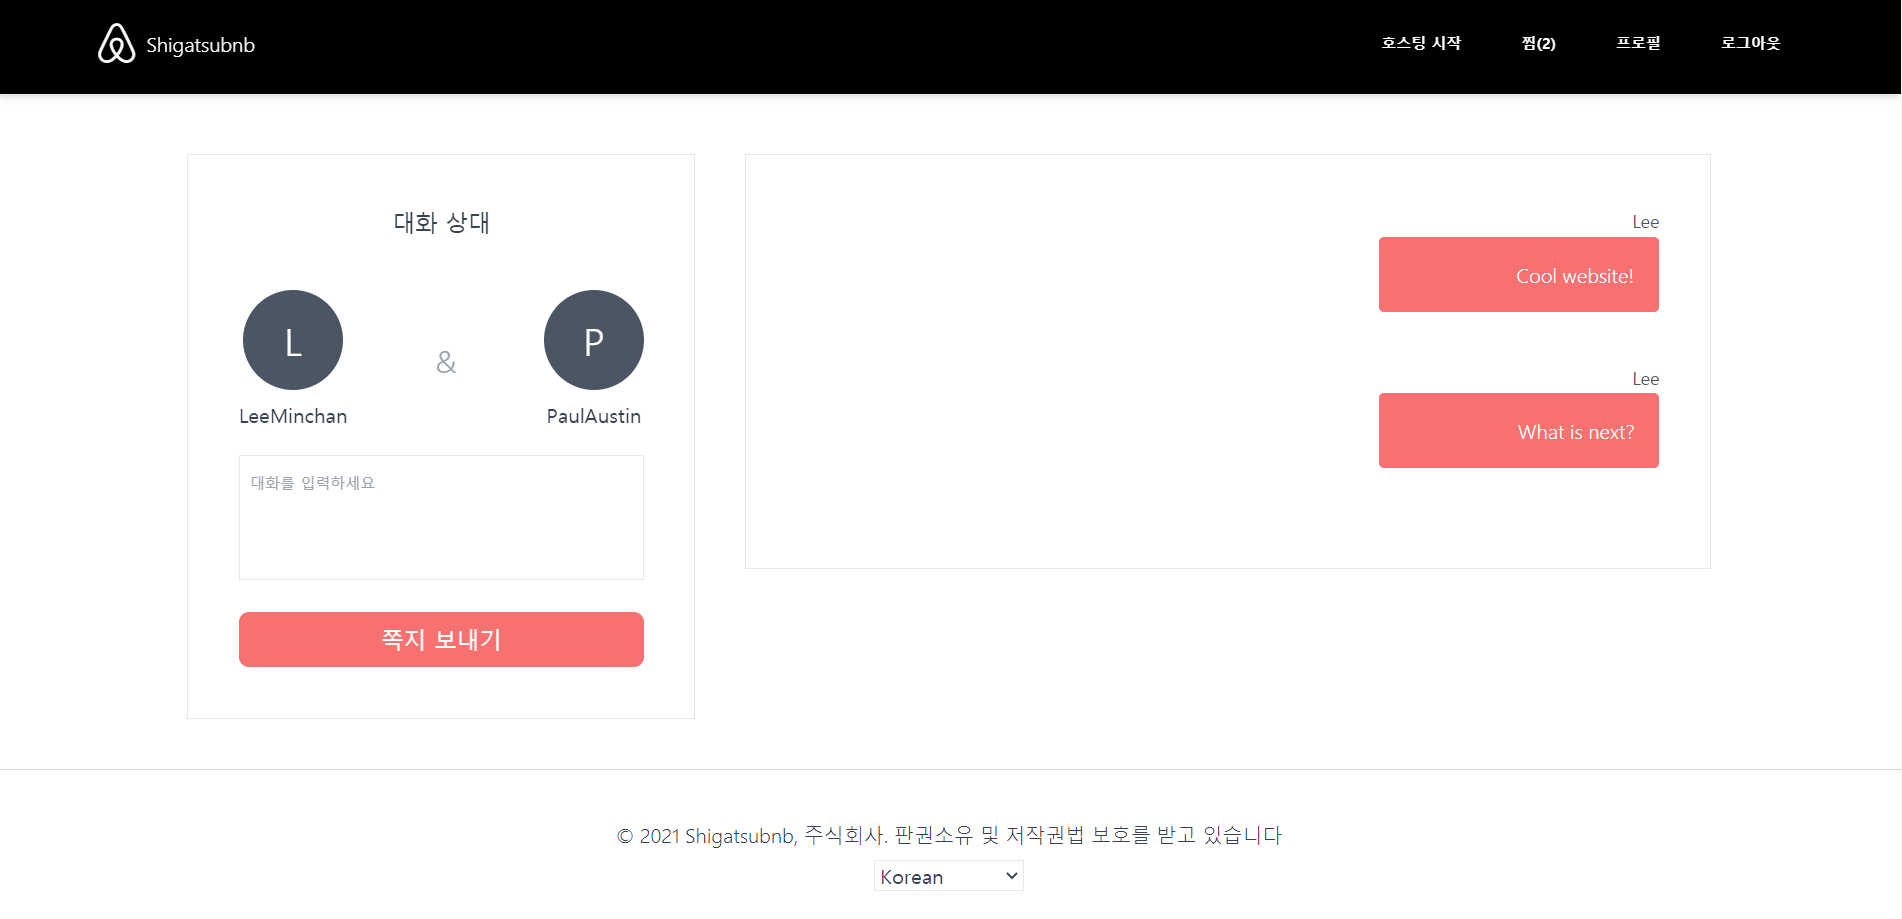 Shigatsubnb
호스팅 시작
찜(2)
프로필
로그아웃
대화 상대
L
&
P
LeeMinchan
PaulAustin
대화를 입력하세요
쪽지 보내기
Lee
Cool website!
Lee
What is next?
© 2021 Shigatsubnb, 주식회사. 판권소유 및 저작권법 보호를 받고 있습니다
Korean